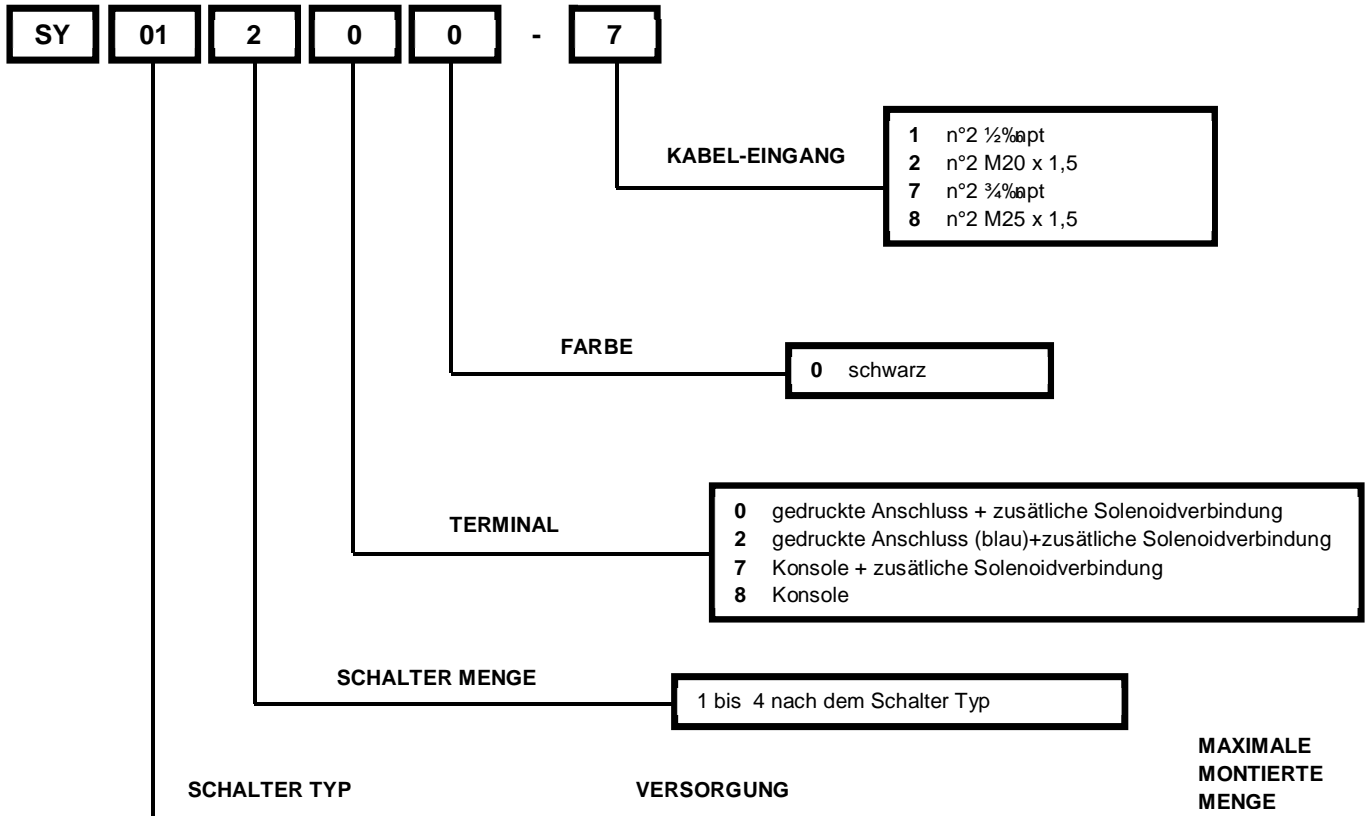 SY 01 2 0 0 - 7
KABEL-EINGANG
1 n°2 ½‰npt
2 n°2 M20 x 1,5
7 n°2 ¾‰npt
8 n°2 M25 x 1,5
FARBE
0 schwarz
TERMINAL
0 gedruckte Anschluss + zusätliche Solenoidverbindung
2 gedruckte Anschluss (blau)+zusätliche Solenoidverbindung
7 Konsole + zusätliche Solenoidverbindung
8 Konsole
SCHALTER MENGE
1 bis 4 nach dem Schalter Typ
SCHALTER TYP
VERSORGUNG
MAXIMALE
MONTIERTE
MENGE